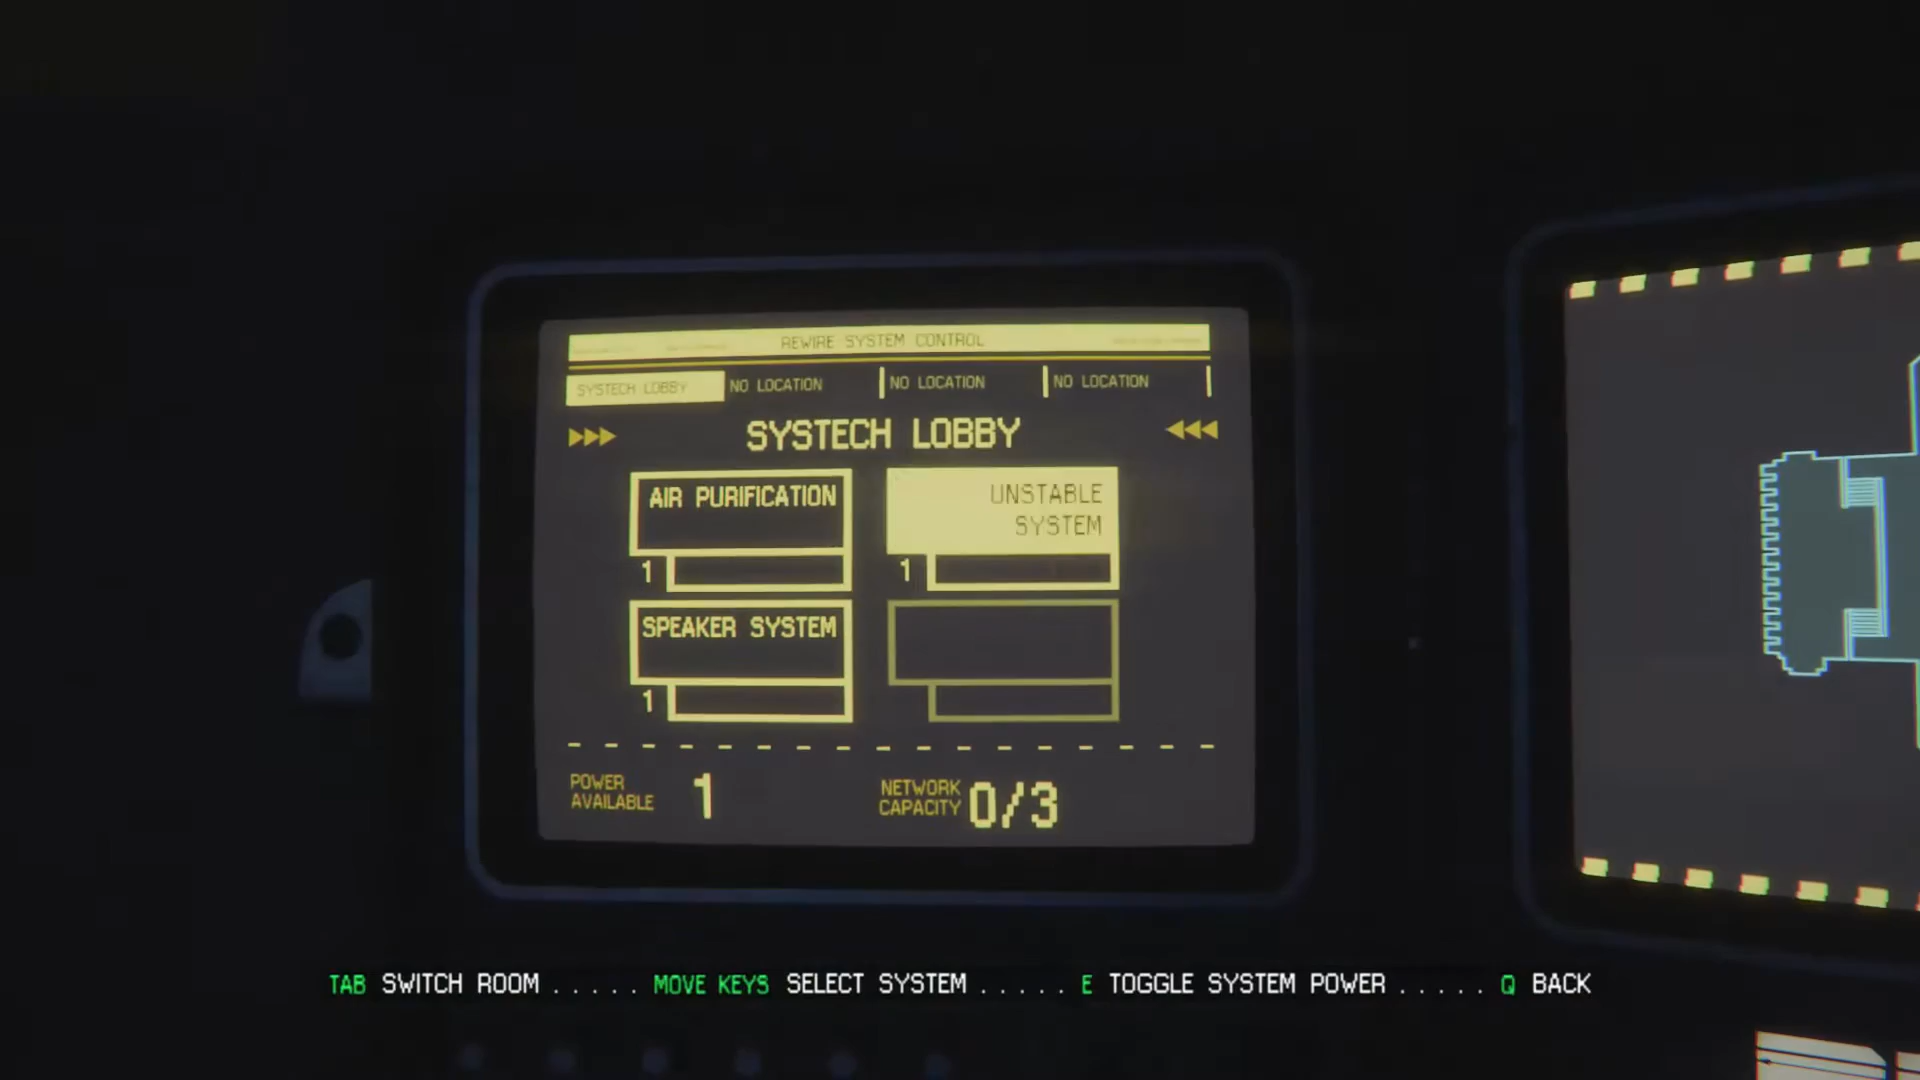 REWIRE SYSTEM CONTROL
SYSTECH LOBBY
NO LOCATION
NO LOCATION
NO LOCATION
SYSTECH LOBBY
AIR PURIFICATION
1
UNSTABLE
SYSTEM
1
SPEAKER SYSTEM
1
POWER
AVAILABLE
1
NETWORK
CAPACITY
0/3
TAB SWITCH ROOM ..... MOVE KEYS SELECT SYSTEM ..... E TOGGLE SYSTEM POWER ..... Q BACK